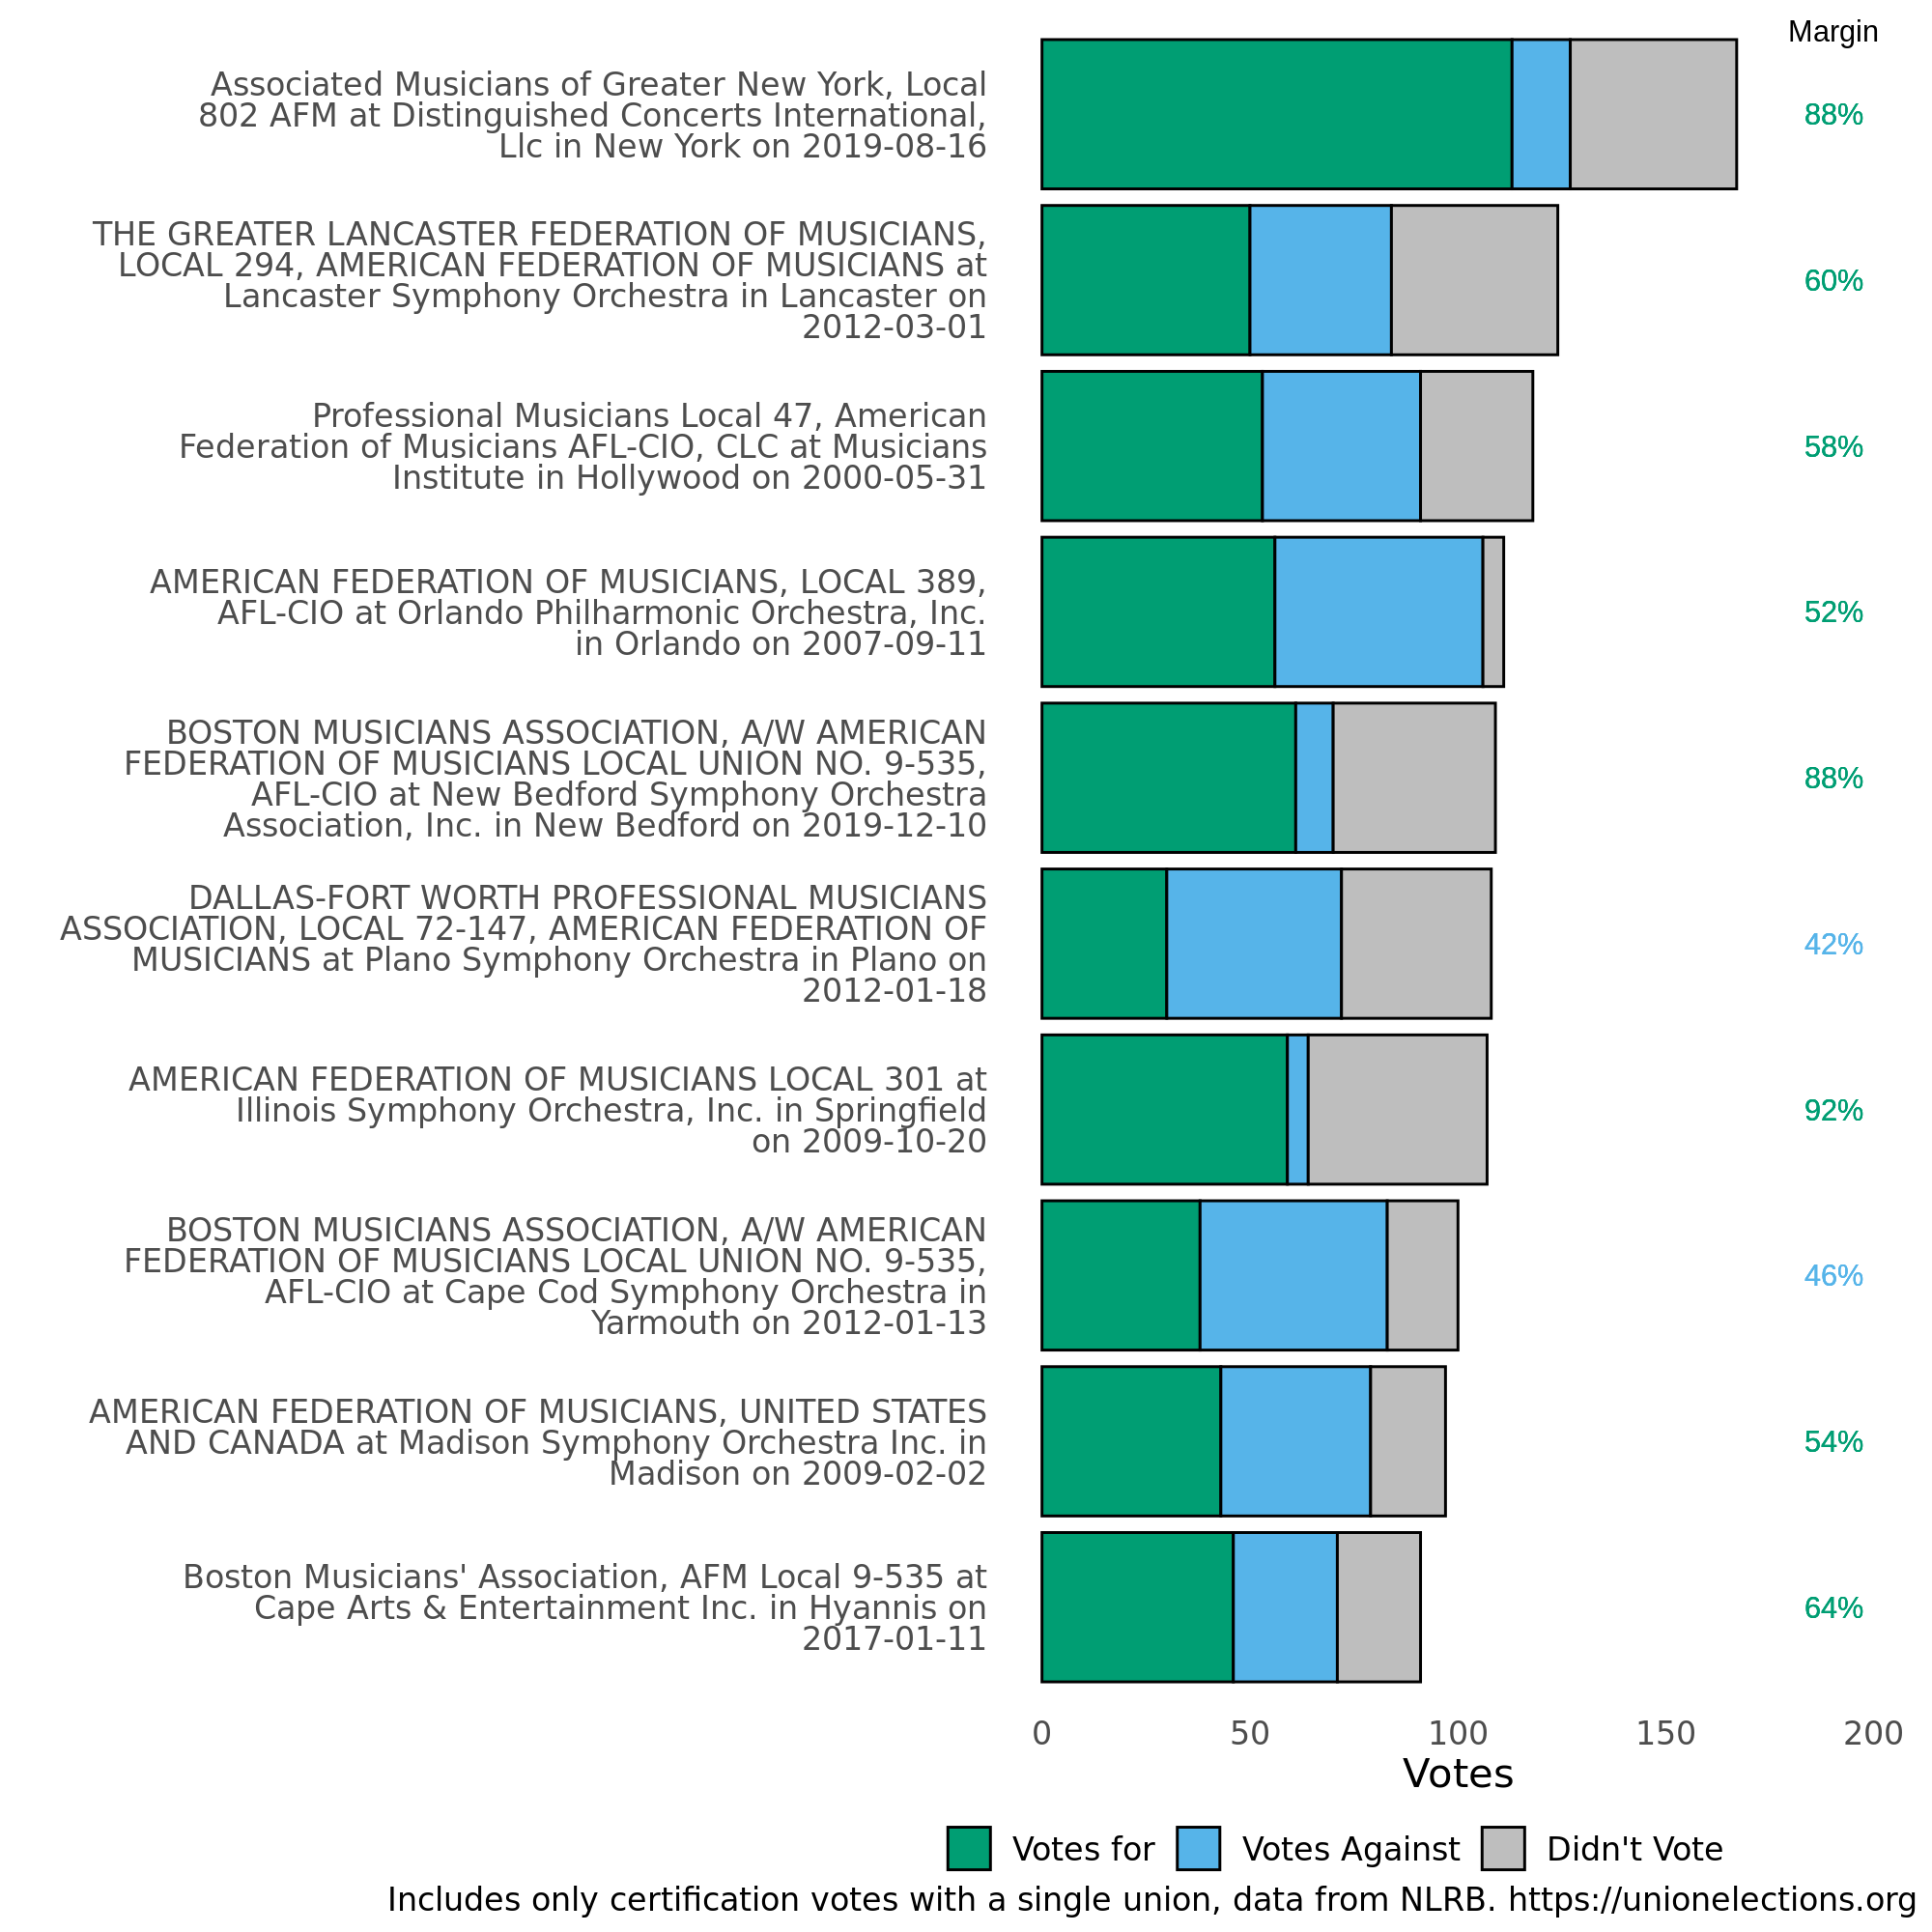 Margin
Associated Musicians of Greater New York, Local
802 AFM at Distinguished Concerts International,
Llc in New York on 2019-08-16
88%
THE GREATER LANCASTER FEDERATION OF MUSICIANS,
LOCAL 294, AMERICAN FEDERATION OF MUSICIANS at
Lancaster Symphony Orchestra in Lancaster on
2012-03-01
60%
Professional Musicians Local 47, American
Federation of Musicians AFL-CIO, CLC at Musicians
Institute in Hollywood on 2000-05-31
58%
AMERICAN FEDERATION OF MUSICIANS, LOCAL 389,
AFL-CIO at Orlando Philharmonic Orchestra, Inc.
in Orlando on 2007-09-11
52%
BOSTON MUSICIANS ASSOCIATION, A/W AMERICAN
FEDERATION OF MUSICIANS LOCAL UNION NO. 9-535,
AFL-CIO at New Bedford Symphony Orchestra
Association, Inc. in New Bedford on 2019-12-10
88%
DALLAS-FORT WORTH PROFESSIONAL MUSICIANS
ASSOCIATION, LOCAL 72-147, AMERICAN FEDERATION OF
MUSICIANS at Plano Symphony Orchestra in Plano on
2012-01-18
42%
AMERICAN FEDERATION OF MUSICIANS LOCAL 301 at
Illinois Symphony Orchestra, Inc. in Springfield
on 2009-10-20
92%
BOSTON MUSICIANS ASSOCIATION, A/W AMERICAN
FEDERATION OF MUSICIANS LOCAL UNION NO. 9-535,
AFL-CIO at Cape Cod Symphony Orchestra in
Yarmouth on 2012-01-13
46%
AMERICAN FEDERATION OF MUSICIANS, UNITED STATES
AND CANADA at Madison Symphony Orchestra Inc. in
Madison on 2009-02-02
54%
Boston Musicians' Association, AFM Local 9-535 at
Cape Arts & Entertainment Inc. in Hyannis on
2017-01-11
64%
0 50 100 150 200
Votes
Votes for Votes Against Didn't Vote
Includes only certification votes with a single union, data from NLRB. https://unionelections.org